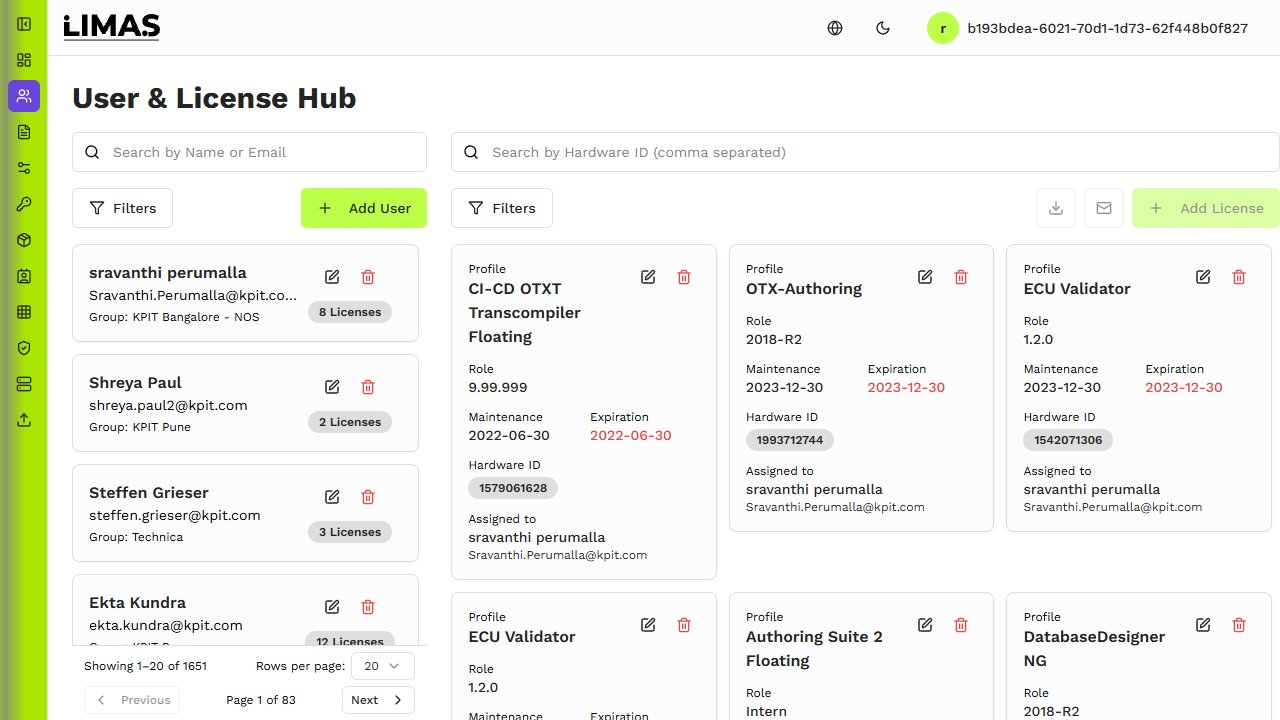 LIMAS
r
b193bdea-6021-70d1-1d73-62f448b0f827
User & License Hub
Search by Name or Email
Filters
Add User
sravanthi perumalla
Sravanthi.Perumalla@kpit.co...
Group: KPIT Bangalore - NOS
8 Licenses
Shreya Paul
shreya.paul2@kpit.com
Group: KPIT Pune
2 Licenses
Steffen Grieser
steffen.grieser@kpit.com
Group: Technica
3 Licenses
Ekta Kundra
ekta.kundra@kpit.com
12 Licenses
Showing 1–20 of 1651
Rows per page:
20
Previous
Page 1 of 83
Next
Search by Hardware ID (comma separated)
Filters
Add License
Profile
CI-CD OTXT
Transcompiler
Floating
Role
9.99.999
Maintenance
2022-06-30
Expiration
2022-06-30
Hardware ID
1579061628
Assigned to
sravanthi perumalla
Sravanthi.Perumalla@kpit.com
Profile
OTX-Authoring
Role
2018-R2
Maintenance
2023-12-30
Expiration
2023-12-30
Hardware ID
1993712744
Assigned to
sravanthi perumalla
Sravanthi.Perumalla@kpit.com
Profile
ECU Validator
Role
1.2.0
Maintenance
2023-12-30
Expiration
2023-12-30
Hardware ID
1542071306
Assigned to
sravanthi perumalla
Sravanthi.Perumalla@kpit.com
Profile
ECU Validator
Role
1.2.0
Maintenance
Expiration
Profile
Authoring Suite 2
Floating
Role
Intern
Profile
DatabaseDesigner
NG
Role
2018-R2